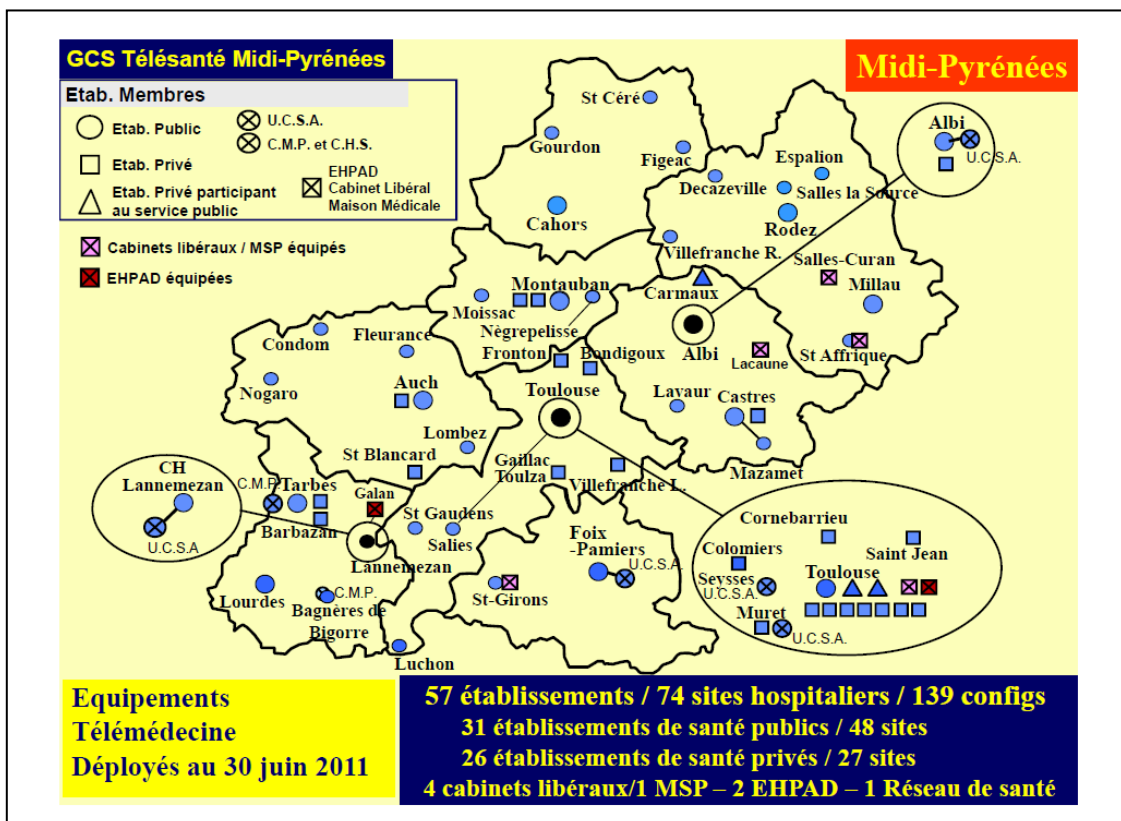 GCS Télésanté Midi-Pyrénées
Midi-Pyrénées
Etab. Membres
Etab. Public
U.C.S.A.
C.M.P. et C.H.S.
Etab. Privé
EHPAD
Cabinet Libéral
Maison Médicale
Etab. Privé participant
au service public
Cabinets libéraux / MSP équipés
EHPAD équipées
St Céré
Gourdon
Figeac
Cahors
Decazeville
Espalion
Salles la Source
Rodez
Villefranche R.
Salles-Curan
Millau
St Affrique
Albi
U.C.S.A.
Montauban
Moissac
Nègrepelisse
Carmaux
Albi
Lacaune
Lavaur
Castres
Mazamet
Fronton
Bondigoux
Toulouse
Condom
Fleurance
Nogaro
Auch
Lombez
St Blancard
Gaillac
Toulza
Villefranche L.
CH
Lannemezan
U.C.S.A
C.M.P.
Tarbes
Barbazan
Galan
St Gaudens
Salies
Lannemezan
Lourdes
C.M.P.
Bagnères de
Bigorre
Luchon
Foix
-Pamiers
U.C.S.A.
St-Girons
Cornebarrieu
Saint Jean
Colomiers
Toulouse
Seysses
U.C.S.A.
Muret
U.C.S.A.
Equipements
Télémédecine
Déployés au 30 juin 2011
57 établissements / 74 sites hospitaliers / 139 configs
31 établissements de santé publics / 48 sites
26 établissements de santé privés / 27 sites
4 cabinets libéraux/1 MSP – 2 EHPAD – 1 Réseau de santé